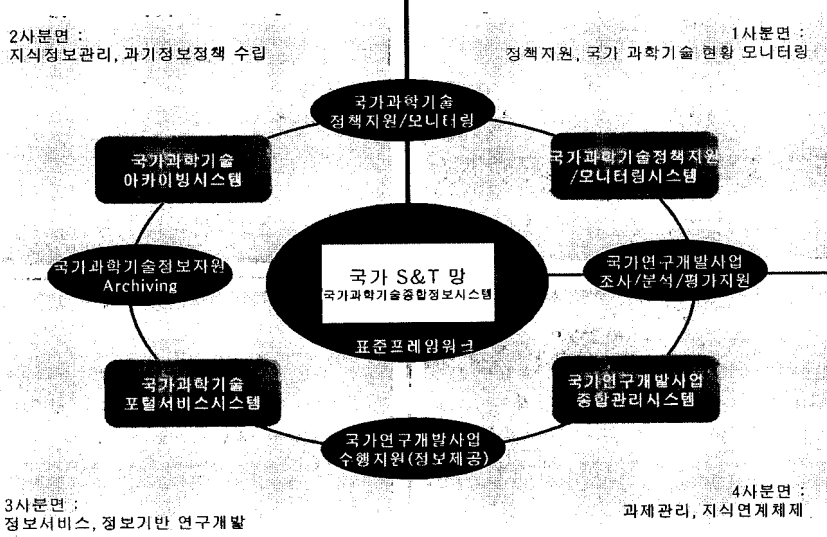 2사분면 :
지식정보관리, 과기정보정책 수립
1사분면 :
정책지원, 국가 과학기술 현황 모니터링
국가과학기술
정책지원/모니터링
국가과학기술
아카이빙시스템
국가과학기술정책지원
/모니터링시스템
국가과학기술정보자원
Archiving
국가 S&T 망
국가과학기술종합정보시스템
표준프레임워크
국가연구개발사업
조사/분석/평가지원
국가과학기술
포털서비스시스템
국가연구개발사업
종합관리시스템
국가연구개발사업
수행지원(정보제공)
3사분면 :
정보서비스, 정보기반 연구개발
4사분면 :
과제관리, 지식연계체제